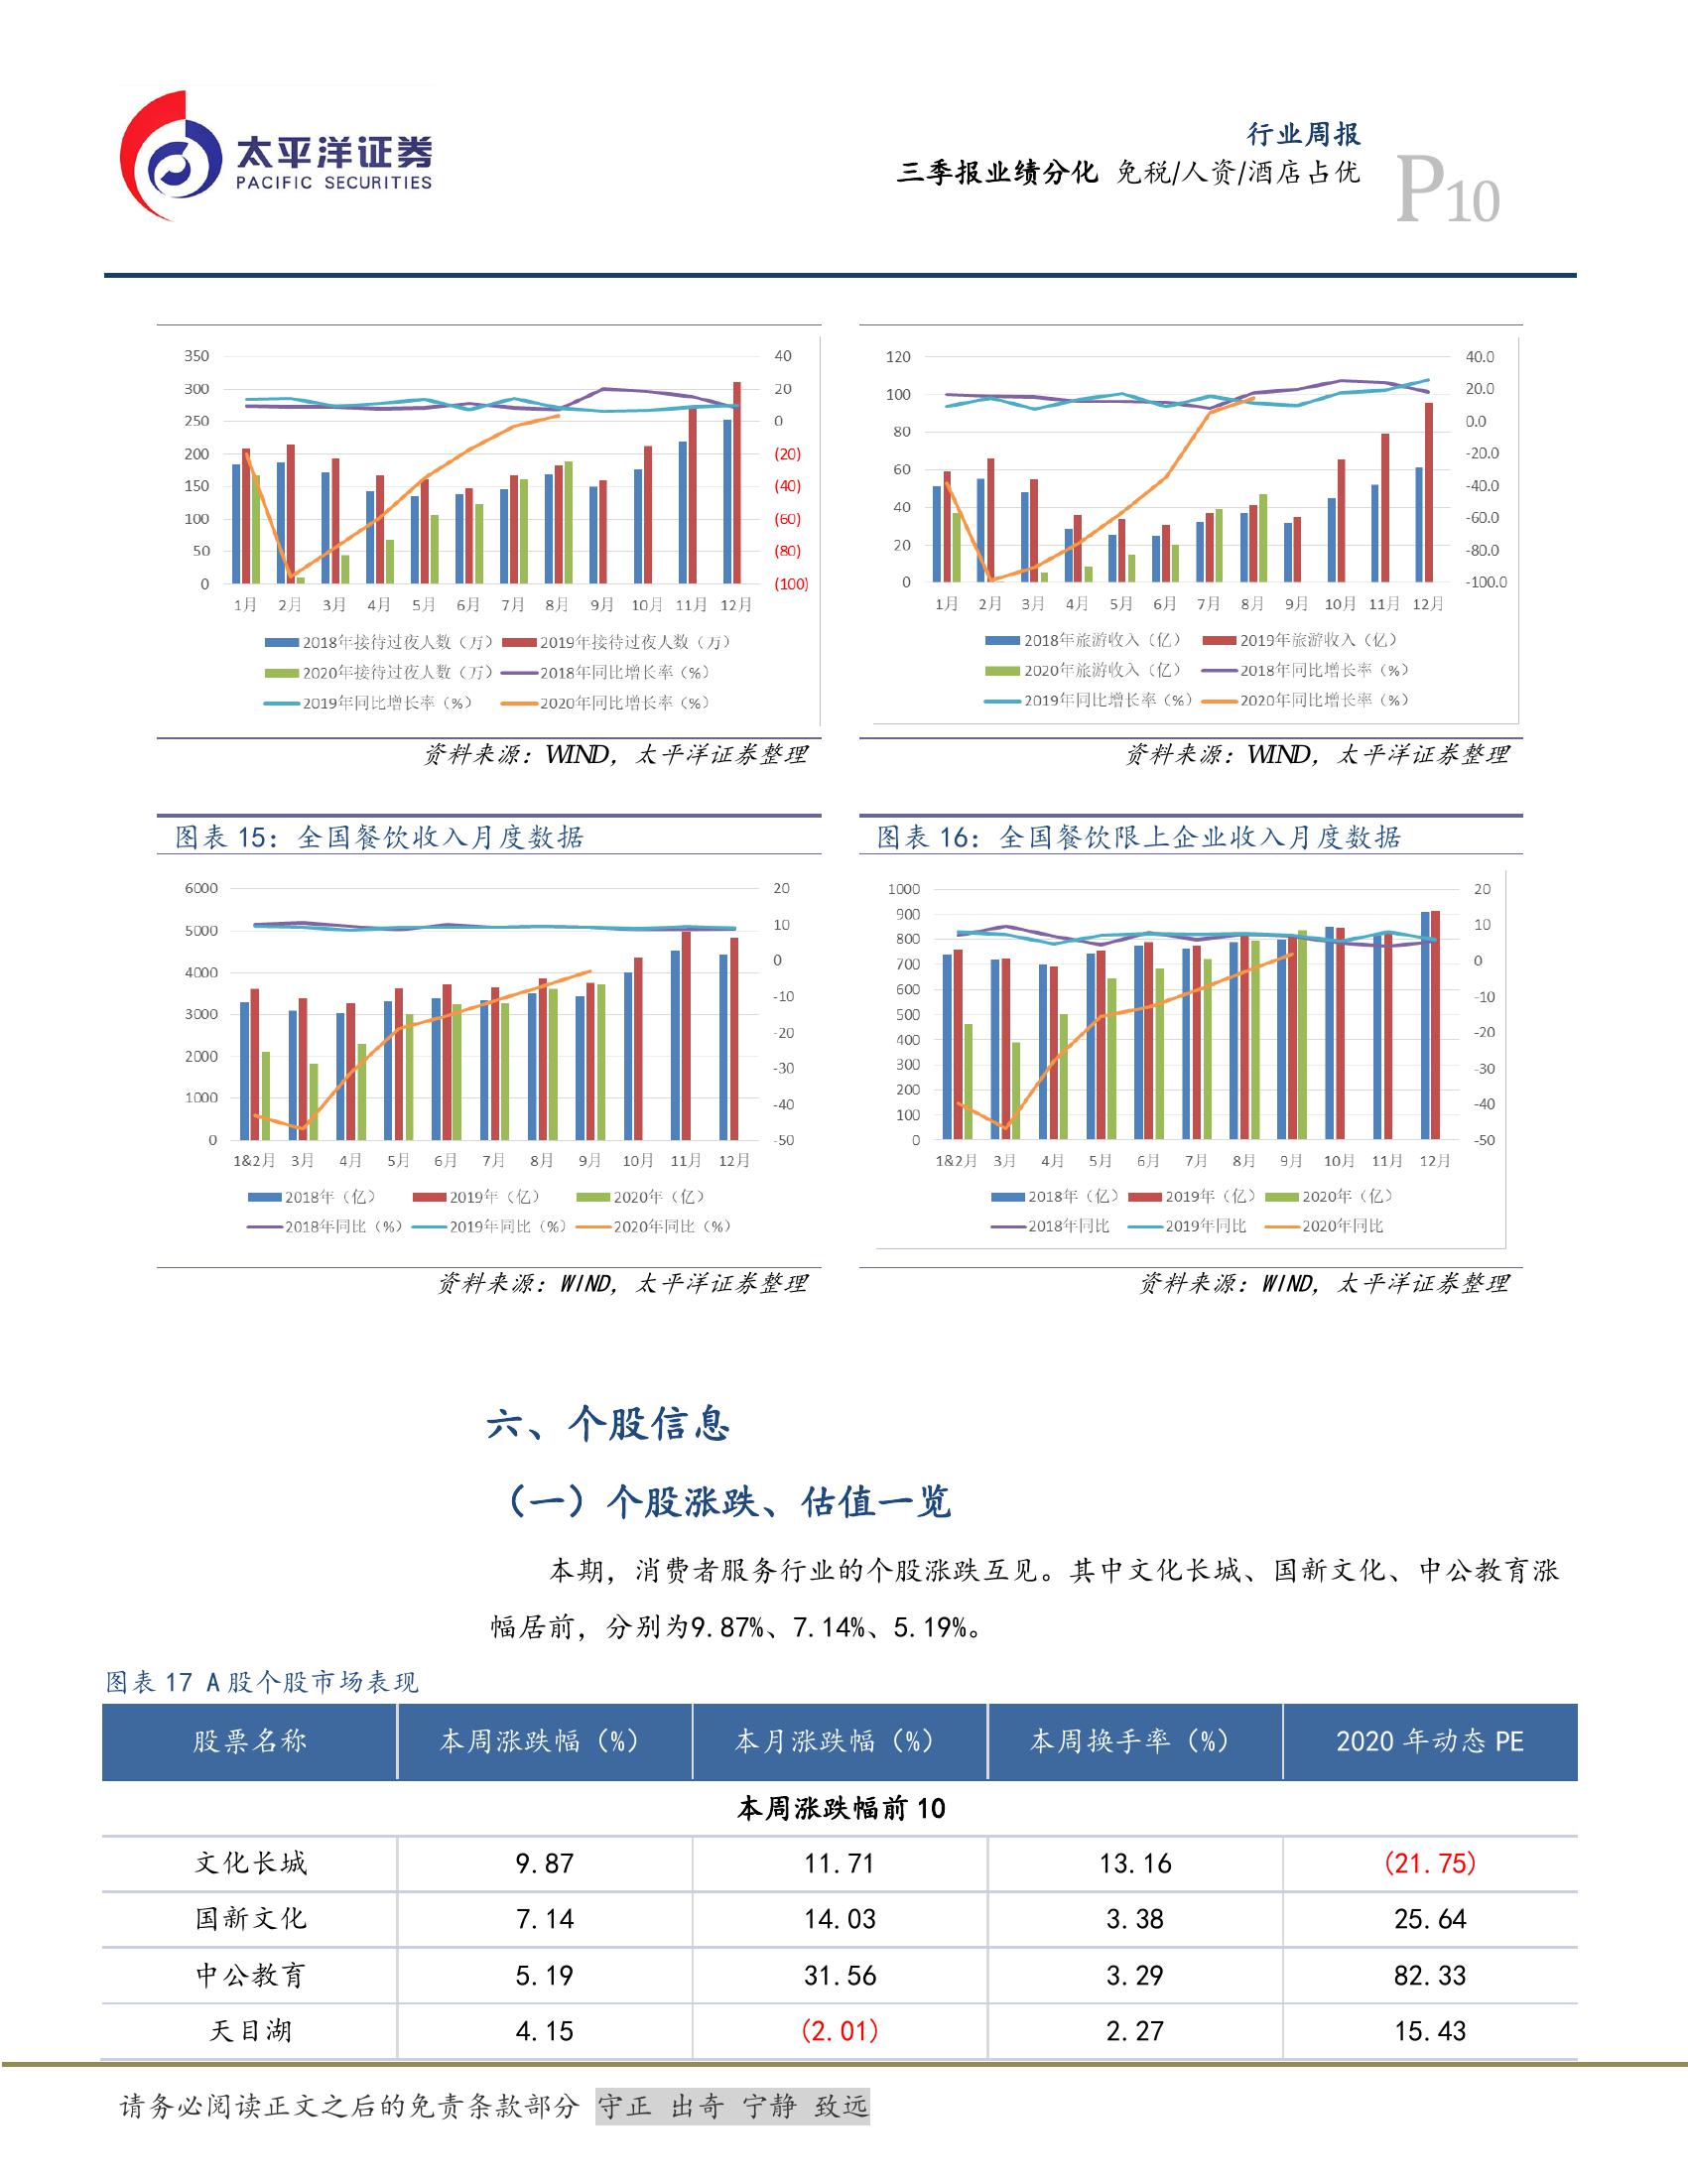 太平洋证券
PACIFIC SECURITIES
行业周报
三季报业绩分化 免税/人资/酒店占优
P10
350
300
250
200
150
100
50
0
40
20
0
(20)
(40)
(60)
(80)
(100)
1月 2月 3月 4月 5月 6月 7月 8月 9月 10月 11月 12月
2018年接待过夜人数（万） 2019年接待过夜人数（万）
2020年接待过夜人数（万） 2018年同比增长率（%）
2019年同比增长率（%） 2020年同比增长率（%）
资料来源：WIND，太平洋证券整理
120
100
80
60
40
20
0
40.0
20.0
0.0
-20.0
-40.0
-60.0
-80.0
-100.0
1月 2月 3月 4月 5月 6月 7月 8月 9月 10月 11月 12月
2018年旅游收入（亿） 2019年旅游收入（亿）
2020年旅游收入（亿） 2018年同比增长率（%）
2019年同比增长率（%） 2020年同比增长率（%）
资料来源：WIND，太平洋证券整理
图表 15：全国餐饮收入月度数据
6000
5000
4000
3000
2000
1000
0
20
10
0
-10
-20
-30
-40
-50
1&2月 3月 4月 5月 6月 7月 8月 9月 10月 11月 12月
2018年（亿） 2019年（亿） 2020年（亿）
2018年同比（%） 2019年同比（%） 2020年同比（%）
资料来源：WIND，太平洋证券整理
图表 16：全国餐饮限上企业收入月度数据
1000
900
800
700
600
500
400
300
200
100
0
20
10
0
-10
-20
-30
-40
-50
1&2月 3月 4月 5月 6月 7月 8月 9月 10月 11月 12月
2018年（亿） 2019年（亿） 2020年（亿）
2018年同比 2019年同比 2020年同比
资料来源：WIND，太平洋证券整理
六、个股信息
（一）个股涨跌、估值一览
本期，消费者服务行业的个股涨跌互见。其中文化长城、国新文化、中公教育涨
幅居前，分别为9.87%、7.14%、5.19%。
图表 17 A 股个股市场表现
股票名称 本周涨跌幅（%） 本月涨跌幅（%） 本周换手率（%） 2020 年动态 PE
本周涨跌幅前 10
文化长城 9.87 11.71 13.16 (21.75)
国新文化 7.14 14.03 3.38 25.64
中公教育 5.19 31.56 3.29 82.33
天目湖 4.15 (2.01) 2.27 15.43
请务必阅读正文之后的免责条款部分 守正 出奇 宁静 致远